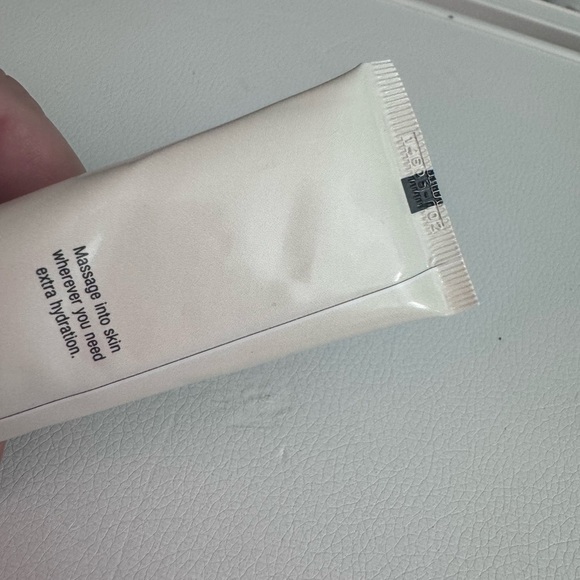 Massage into skin
wherever you need
extra hydration.